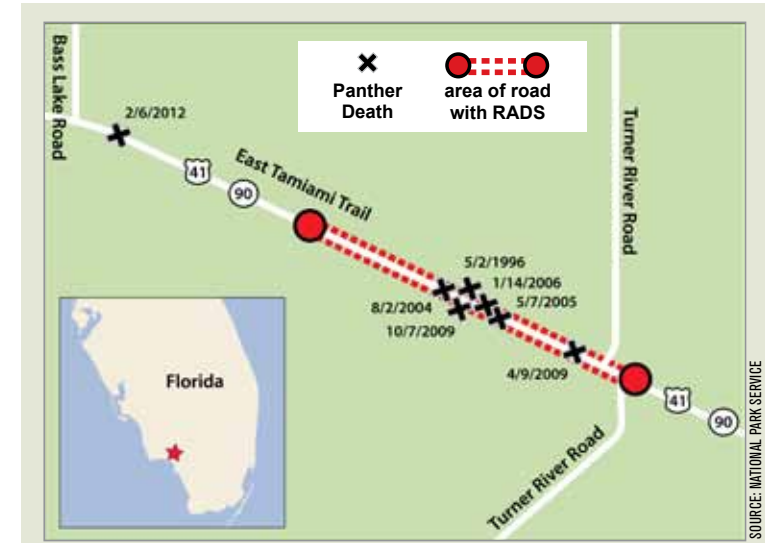 Bass Lake Road
2/6/2012
41
90
East Tamiami Trail
Panther
Death
area of road
with RADS
Turner River Road
5/2/1996
1/14/2006
5/7/2005
8/2/2004
10/7/2009
4/9/2009
Florida
41
90
Turner River Road
SOURCE: NATIONAL PARK SERVICE